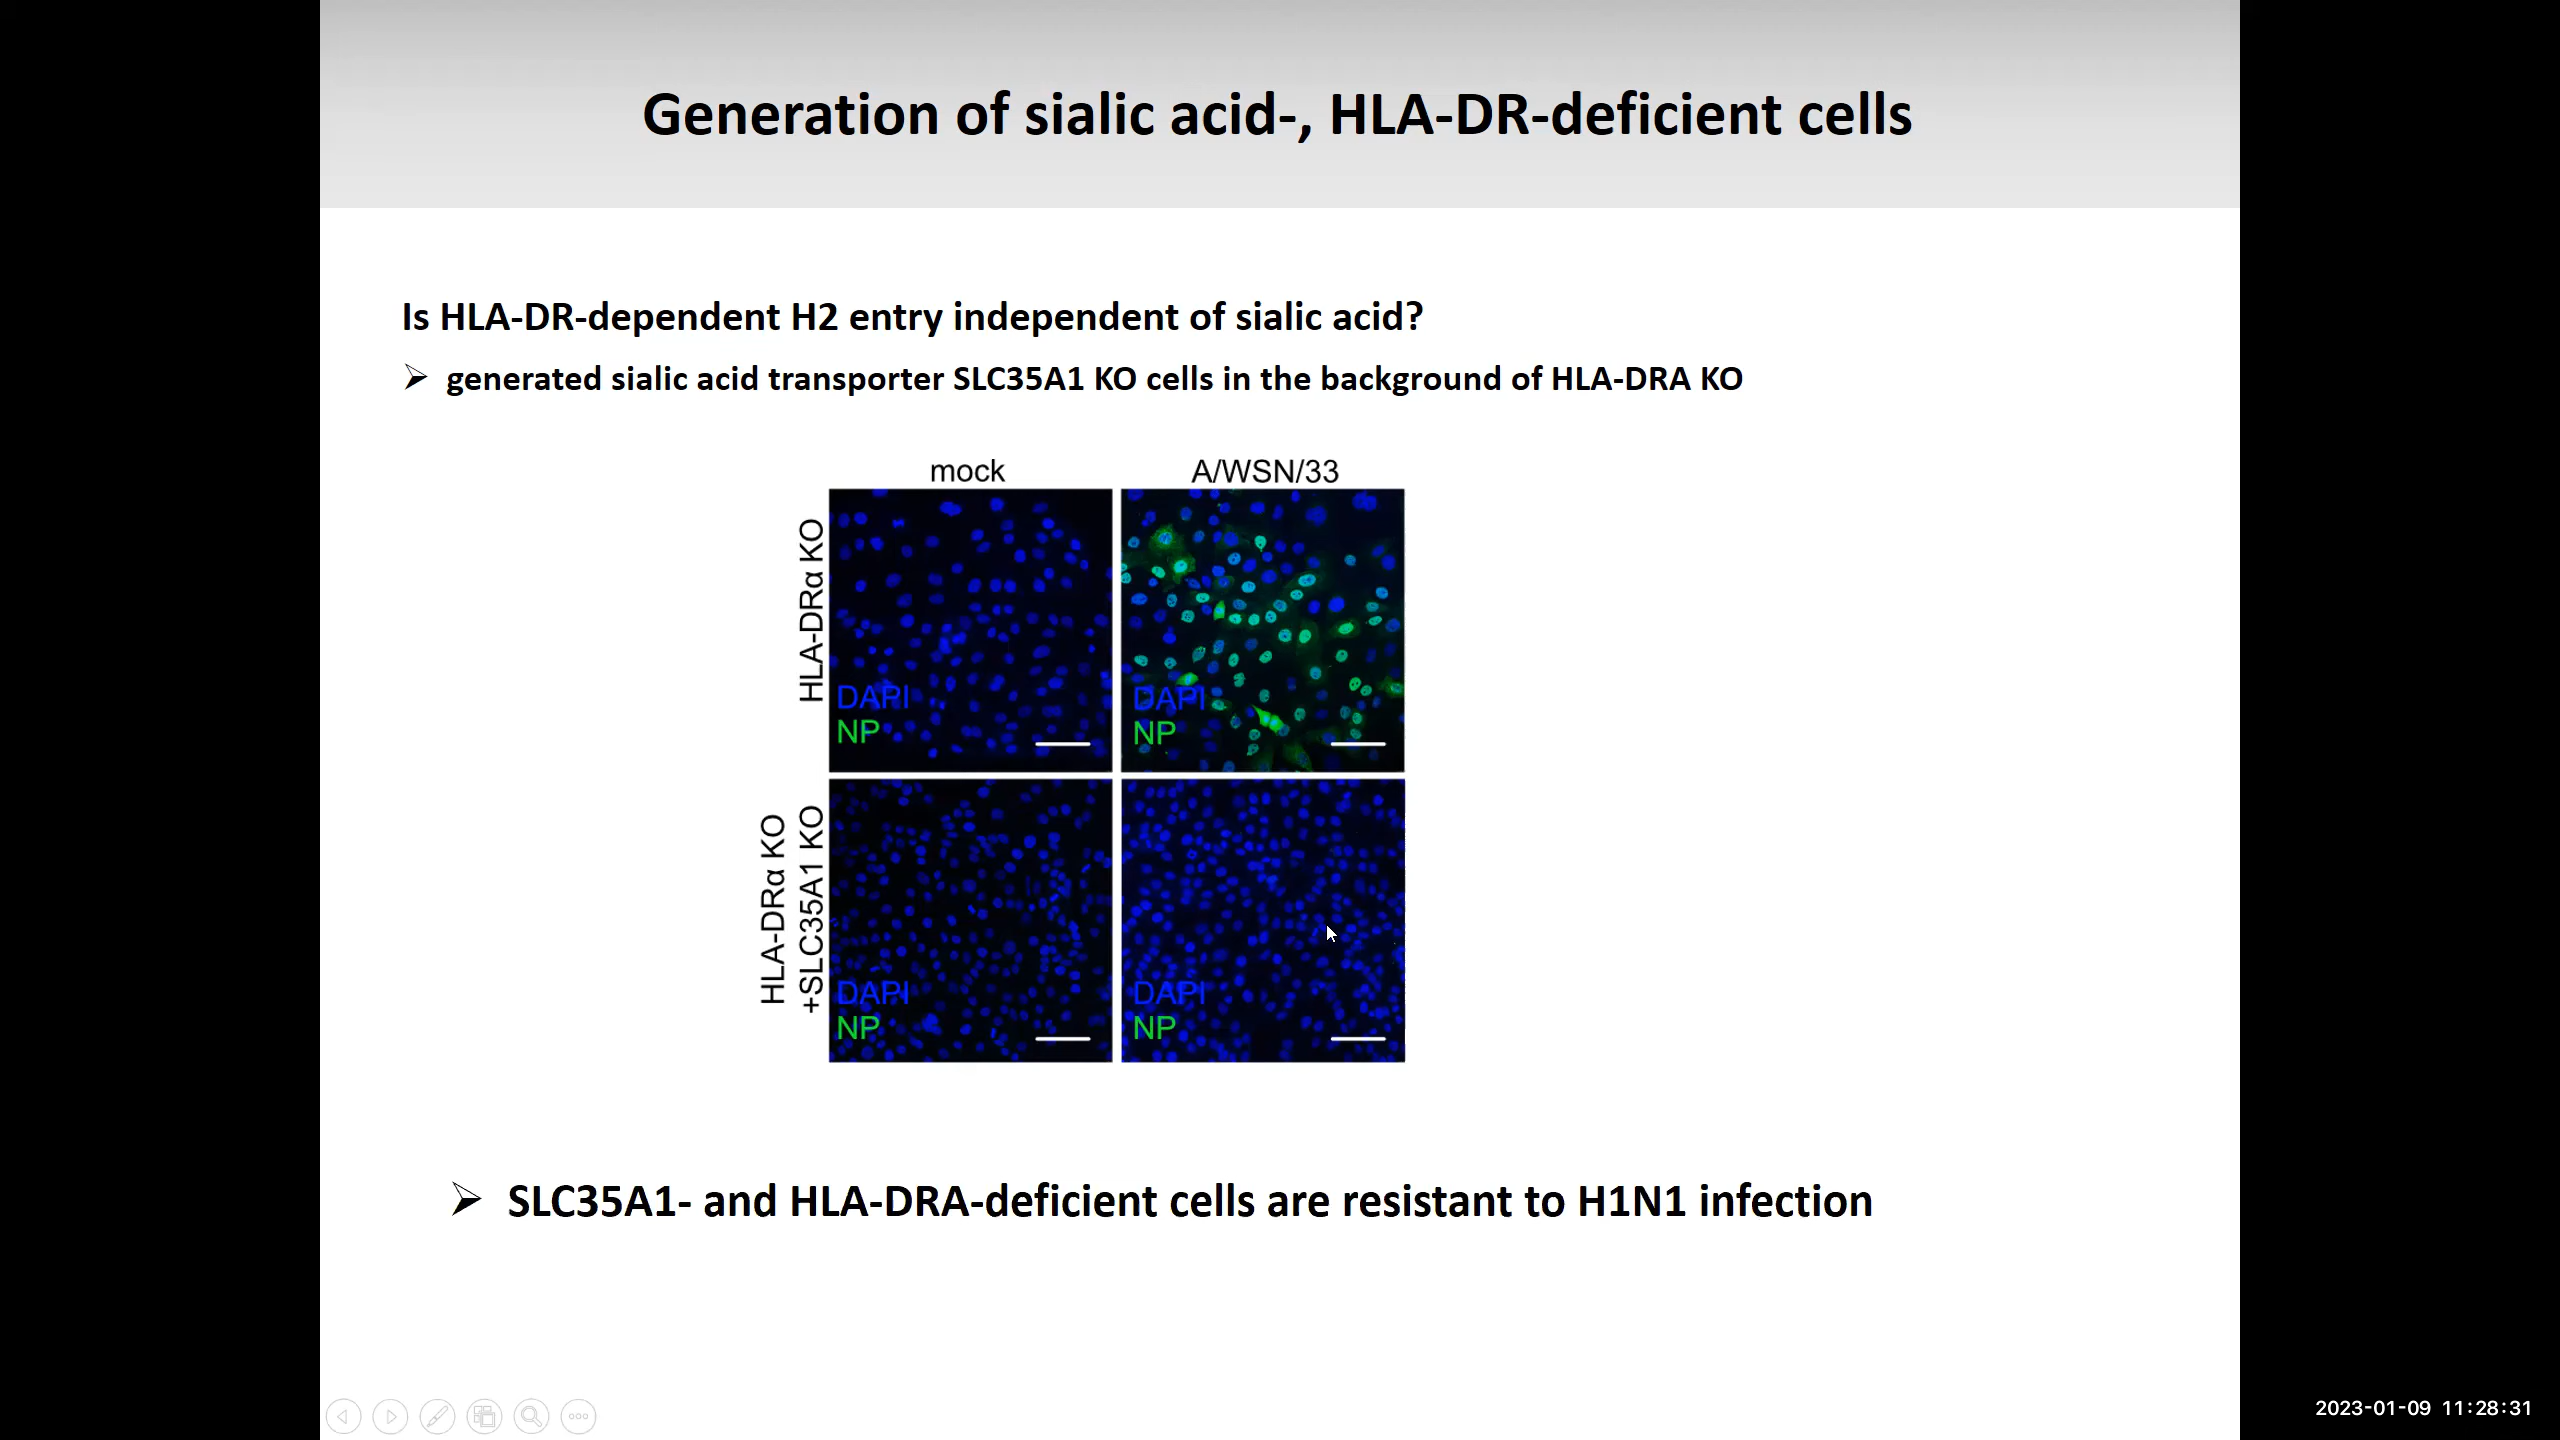 Generation of sialic acid-, HLA-DR-deficient cells
Is HLA-DR-dependent H2 entry independent of sialic acid?
➢ generated sialic acid transporter SLC35A1 KO cells in the background of HLA-DRA KO
mock
A/WSN/33
HLA-DRα KO
DAPI
NP
DAPI
NP
HLA-DRα KO
+SLC35A1 KO
DAPI
NP
DAPI
NP
➢ SLC35A1- and HLA-DRA-deficient cells are resistant to H1N1 infection
2023-01-09 11:28:31